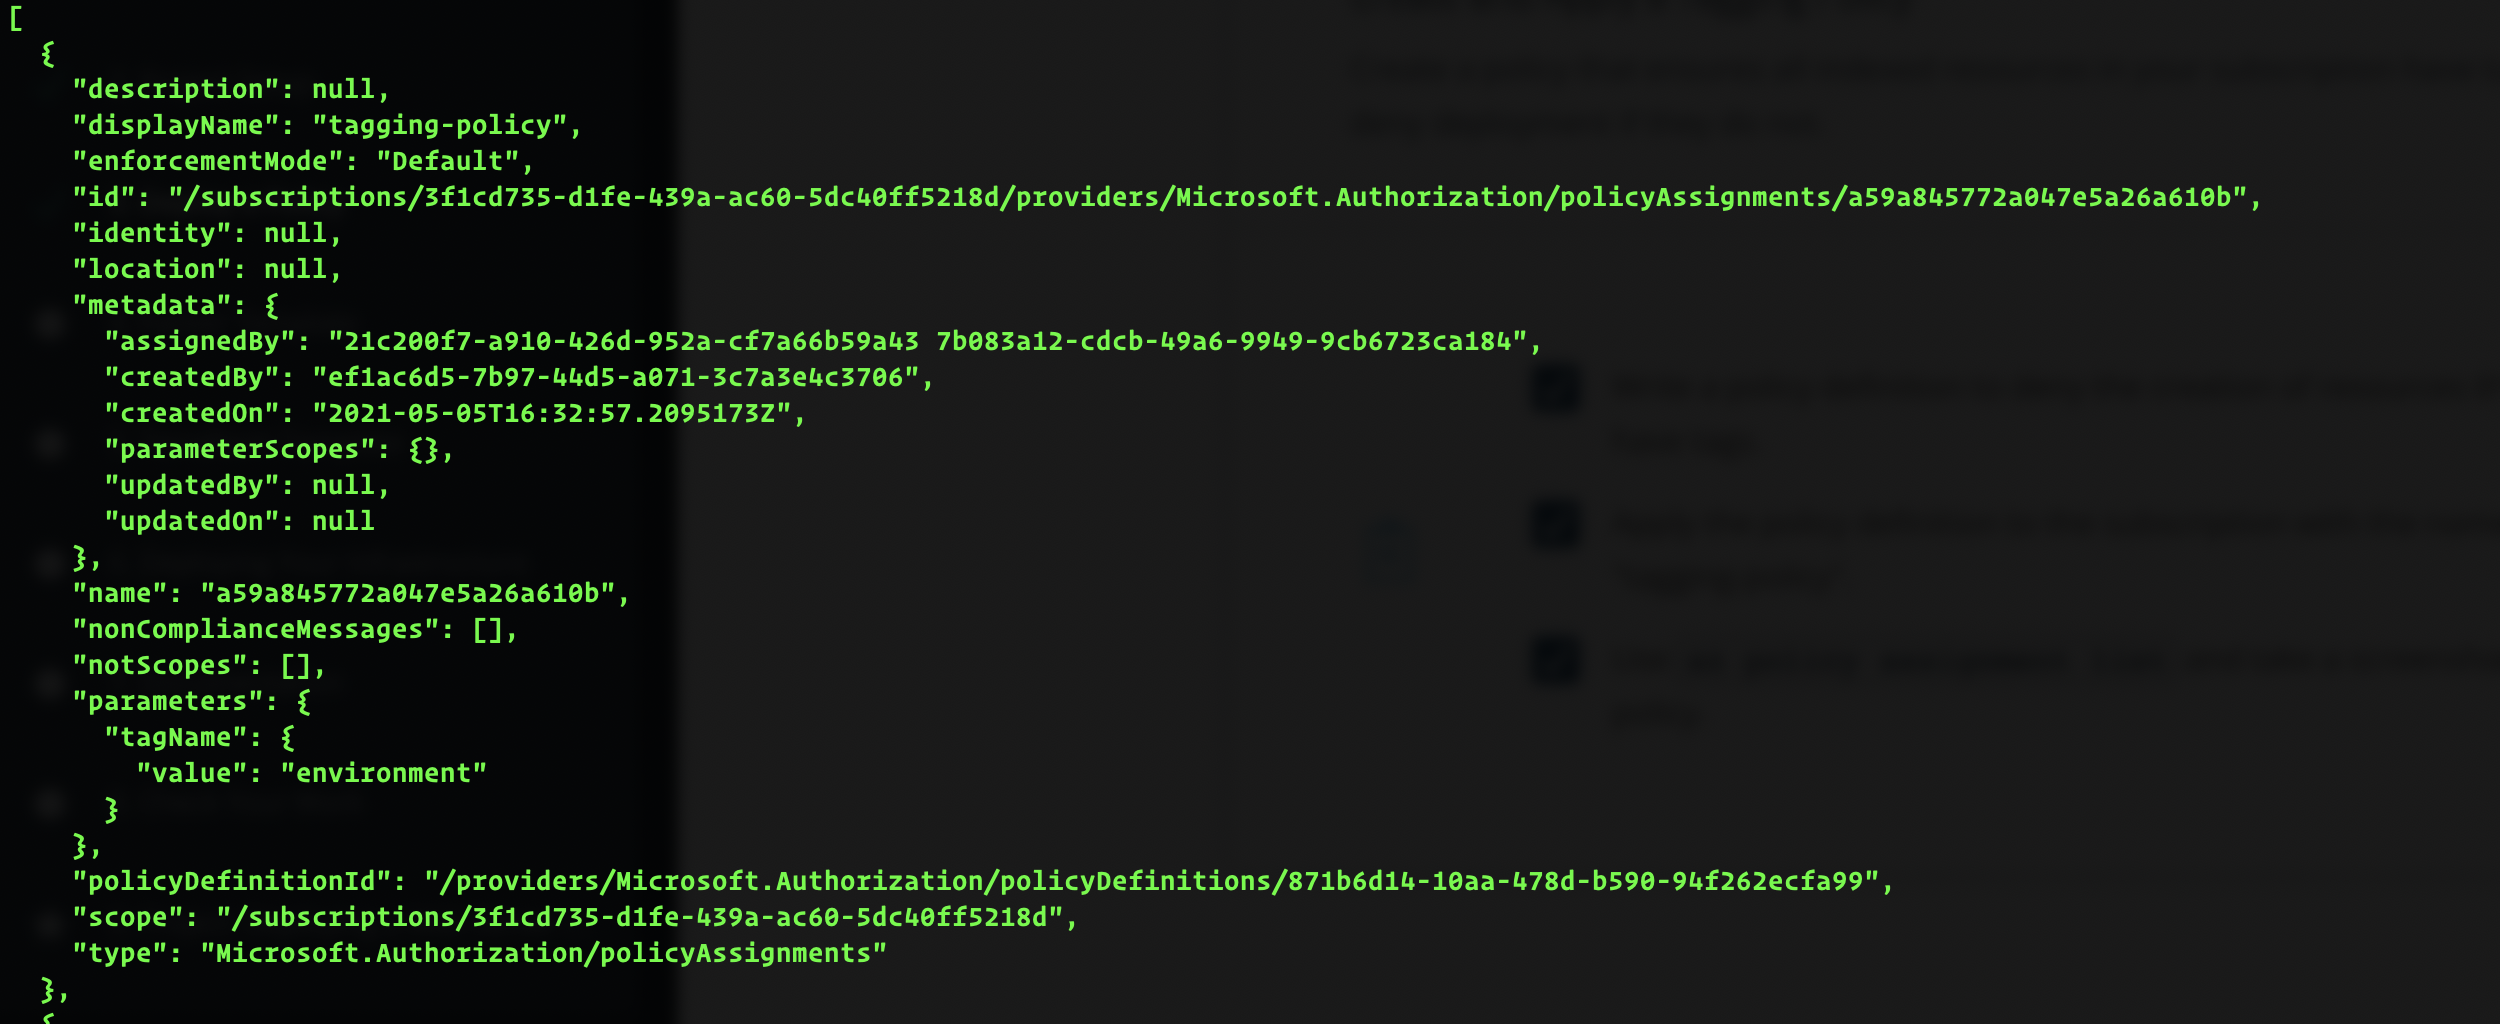 [
  {
    "description": null,
    "displayName": "tagging-policy",
    "enforcementMode": "Default",
    "id": "/subscriptions/3f1cd735-d1fe-439a-ac60-5dc40ff5218d/providers/Microsoft.Authorization/policyAssignments/a59a845772a047e5a26a610b",
    "identity": null,
    "location": null,
    "metadata": {
      "assignedBy": "21c200f7-a910-426d-952a-cf7a66b59a43 7b083a12-cdcb-49a6-9949-9cb6723ca184",
      "createdBy": "ef1ac6d5-7b97-44d5-a071-3c7a3e4c3706",
      "createdOn": "2021-05-05T16:32:57.2095173Z",
      "parameterScopes": {},
      "updatedBy": null,
      "updatedOn": null
    },
    "name": "a59a845772a047e5a26a610b",
    "nonComplianceMessages": [],
    "notScopes": [],
    "parameters": {
      "tagName": {
        "value": "environment"
      }
    },
    "policyDefinitionId": "/providers/Microsoft.Authorization/policyDefinitions/871b6d14-10aa-478d-b590-94f262ecfa99",
    "scope": "/subscriptions/3f1cd735-d1fe-439a-ac60-5dc40ff5218d",
    "type": "Microsoft.Authorization/policyAssignments"
  },
  {